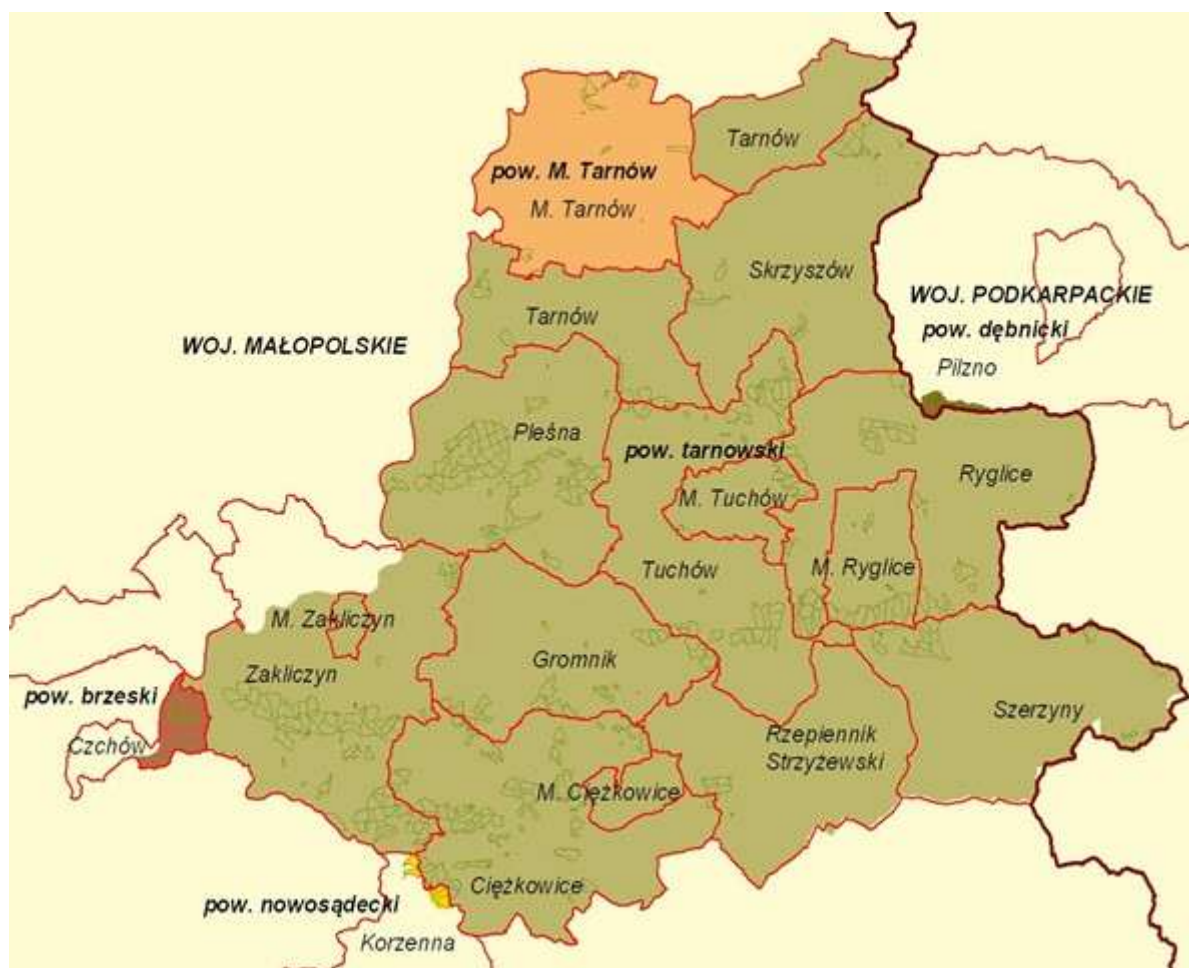 Tarnów
pow. M. Tarnów
M. Tarnów
Skrzyszów
WOJ. PODKARPACKIE
pow. dębnicki
Pilzno
Tarnów
WOJ. MAŁOPOLSKIE
Pleśna
pow. tarnowski
Ryglice
M. Tuchów
M. Ryglice
Tuchów
M. Zakliczyn
Gromnik
Zakliczyn
pow. brzeski
Czchów
Szerzyny
Rzepiennik
Strzyżewski
M. Ciężkowice
Ciężkowice
pow. nowosądecki
Korzenna